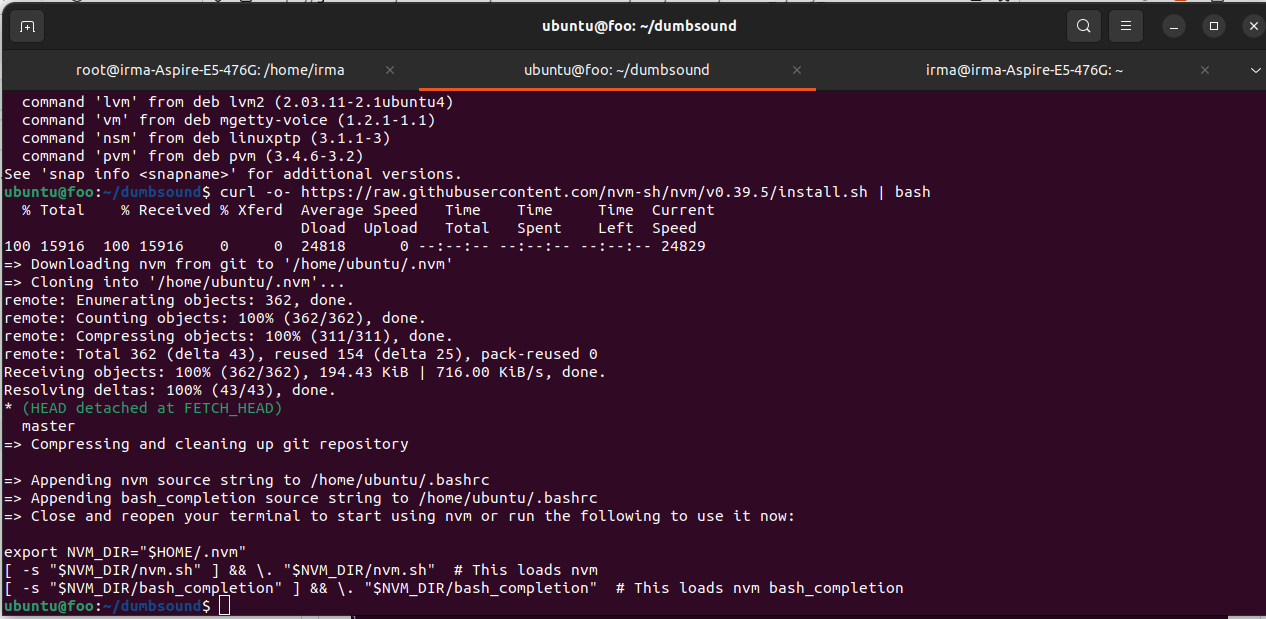 ubuntu@foo: ~/dumbsound
root@irma-Aspire-E5-476G: /home/irma
ubuntu@foo: ~/dumbsound
irma@irma-Aspire-E5-476G: ~
  command 'lvm' from deb lvm2 (2.03.11-2.1ubuntu4)
  command 'vm' from deb mgetty-voice (1.2.1-1.1)
  command 'nsm' from deb linuxptp (3.1.1-3)
  command 'pvm' from deb pvm (3.4.6-3.2)
See 'snap info <snapname>' for additional versions.
ubuntu@foo:~/dumbsound$ curl -o- https://raw.githubusercontent.com/nvm-sh/nvm/v0.39.5/install.sh | bash
  % Total    % Received % Xferd  Average Speed   Time    Time     Time  Current
                                 Dload  Upload   Total   Spent    Left  Speed
100 15916  100 15916    0     0  24818      0 --:--:-- --:--:-- --:--:-- 24829
=> Downloading nvm from git to '/home/ubuntu/.nvm'
=> Cloning into '/home/ubuntu/.nvm'...
remote: Enumerating objects: 362, done.
remote: Counting objects: 100% (362/362), done.
remote: Compressing objects: 100% (311/311), done.
remote: Total 362 (delta 43), reused 154 (delta 25), pack-reused 0
Receiving objects: 100% (362/362), 194.43 KiB | 716.00 KiB/s, done.
Resolving deltas: 100% (43/43), done.
* (HEAD detached at FETCH_HEAD)
  master
=> Compressing and cleaning up git repository

=> Appending nvm source string to /home/ubuntu/.bashrc
=> Appending bash_completion source string to /home/ubuntu/.bashrc
=> Close and reopen your terminal to start using nvm or run the following to use it now:

export NVM_DIR="$HOME/.nvm"
[ -s "$NVM_DIR/nvm.sh" ] && \. "$NVM_DIR/nvm.sh"  # This loads nvm
[ -s "$NVM_DIR/bash_completion" ] && \. "$NVM_DIR/bash_completion"  # This loads nvm bash_completion
ubuntu@foo:~/dumbsound$